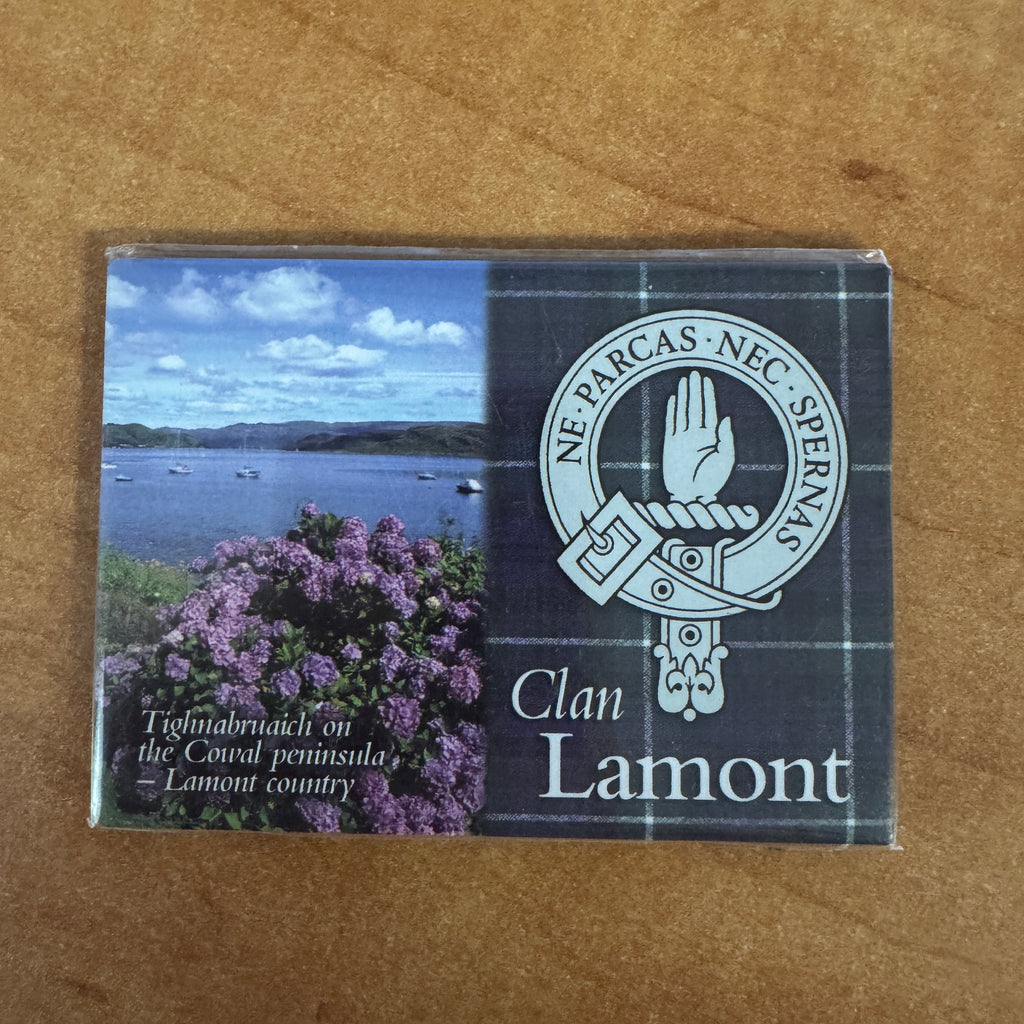 NE · PARCAS · NEC · SPERNAS
Clan
Lamont
Tighnabruaich on
the Cowal peninsula
– Lamont country